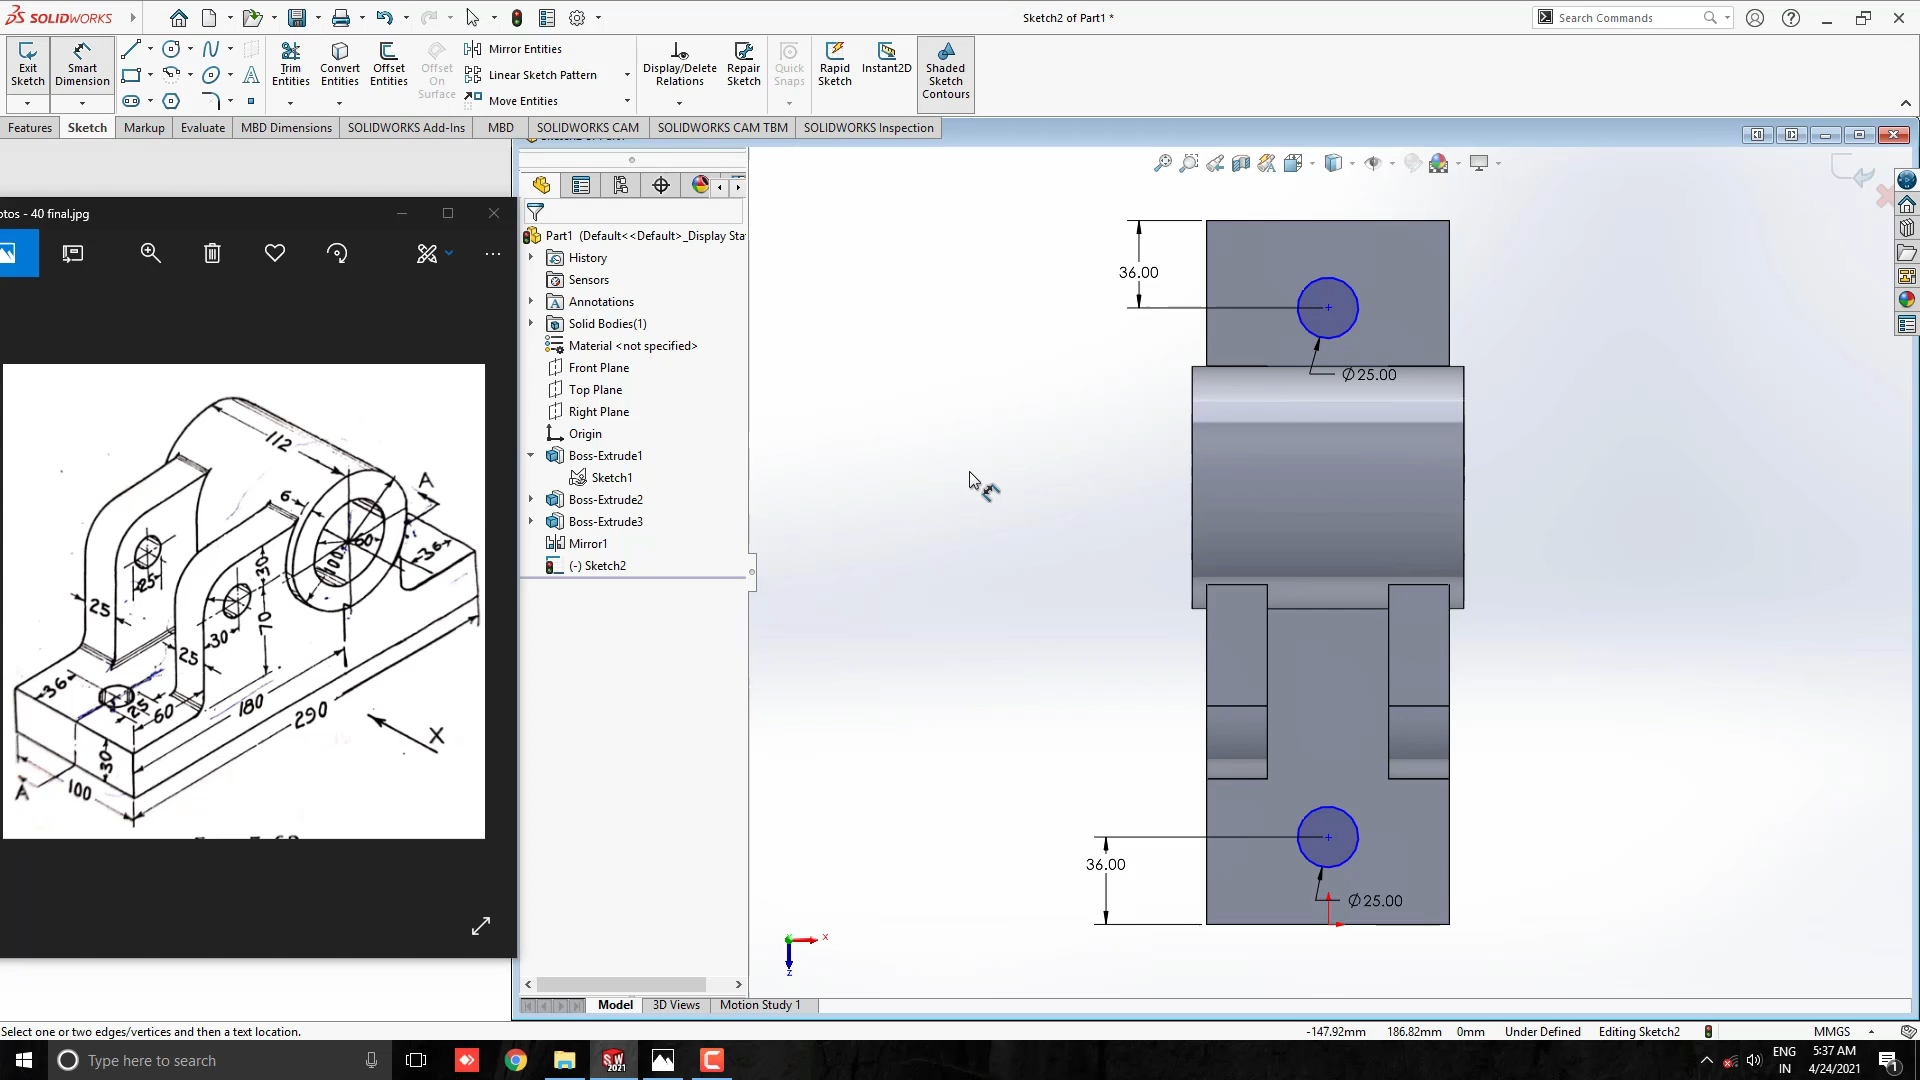 SOLIDWORKS
Sketch2 of Part1 *
Search Commands
Exit Sketch
Smart Dimension
Trim Entities
Convert Entities
Offset Entities
Offset On Surface
Mirror Entities
Linear Sketch Pattern
Move Entities
Display/Delete Relations
Repair Sketch
Quick Snaps
Rapid Sketch
Instant2D
Shaded Sketch Contours
Features
Sketch
Markup
Evaluate
MBD Dimensions
SOLIDWORKS Add-Ins
MBD
SOLIDWORKS CAM
SOLIDWORKS CAM TBM
SOLIDWORKS Inspection
otos - 40 final.jpg
Part1 (Default<<Default>_Display Sta
History
Sensors
Annotations
Solid Bodies(1)
Material <not specified>
Front Plane
Top Plane
Right Plane
Origin
Boss-Extrude1
Sketch1
Boss-Extrude2
Boss-Extrude3
Mirror1
(-) Sketch2
112
A
6
60
100
36
25
30
25
70
30
25
36
25
60
180
290
X
30
100
A
36.00
Ø25.00
36.00
Ø25.00
x
z
Model
3D Views
Motion Study 1
Select one or two edges/vertices and then a text location.
-147.92mm 186.82mm 0mm Under Defined Editing Sketch2 MMGS
Type here to search
SW 2021
ENG
IN
5:37 AM
4/24/2021
1